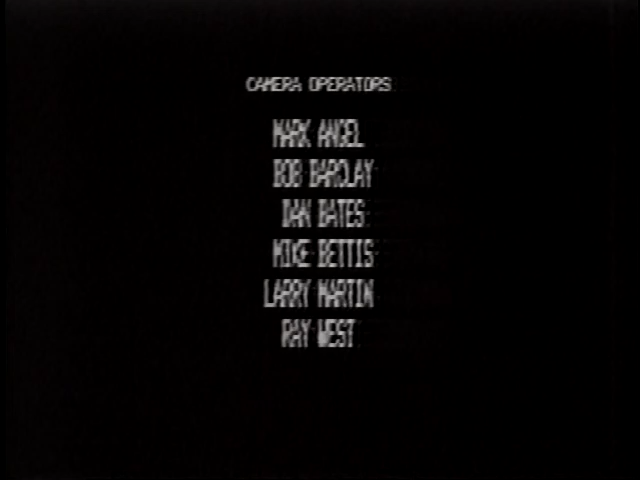 CAMERA OPERATORS
MARK ANGEL
BOB BARCLAY
DAN BATES
MIKE BETTIS
LARRY MARTIN
RAY WEST